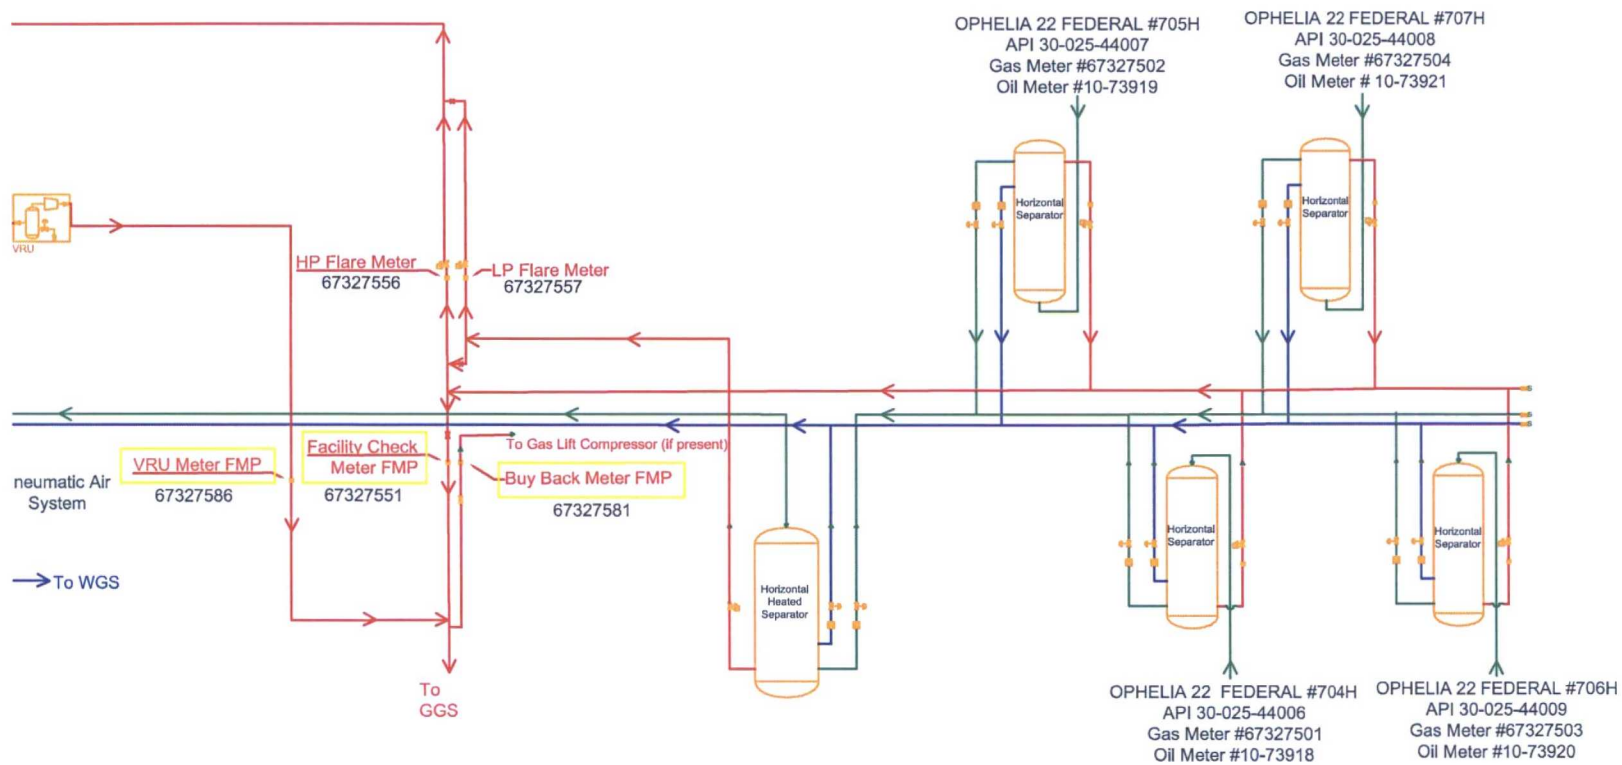 OPHELIA 22 FEDERAL #705H
API 30-025-44007
Gas Meter #67327502
Oil Meter #10-73919
OPHELIA 22 FEDERAL #707H
API 30-025-44008
Gas Meter #67327504
Oil Meter # 10-73921
Horizontal
Separator
Horizontal
Separator
VRU
HP Flare Meter
67327556
LP Flare Meter
67327557
To Gas Lift Compressor (if present)
VRU Meter FMP
67327586
Facility Check
Meter FMP
67327551
Buy Back Meter FMP
67327581
neumatic Air
System
To WGS
Horizontal
Heated
Separator
Horizontal
Separator
Horizontal
Separator
To
GGS
OPHELIA 22 FEDERAL #704H
API 30-025-44006
Gas Meter #67327501
Oil Meter #10-73918
OPHELIA 22 FEDERAL #706H
API 30-025-44009
Gas Meter #67327503
Oil Meter #10-73920